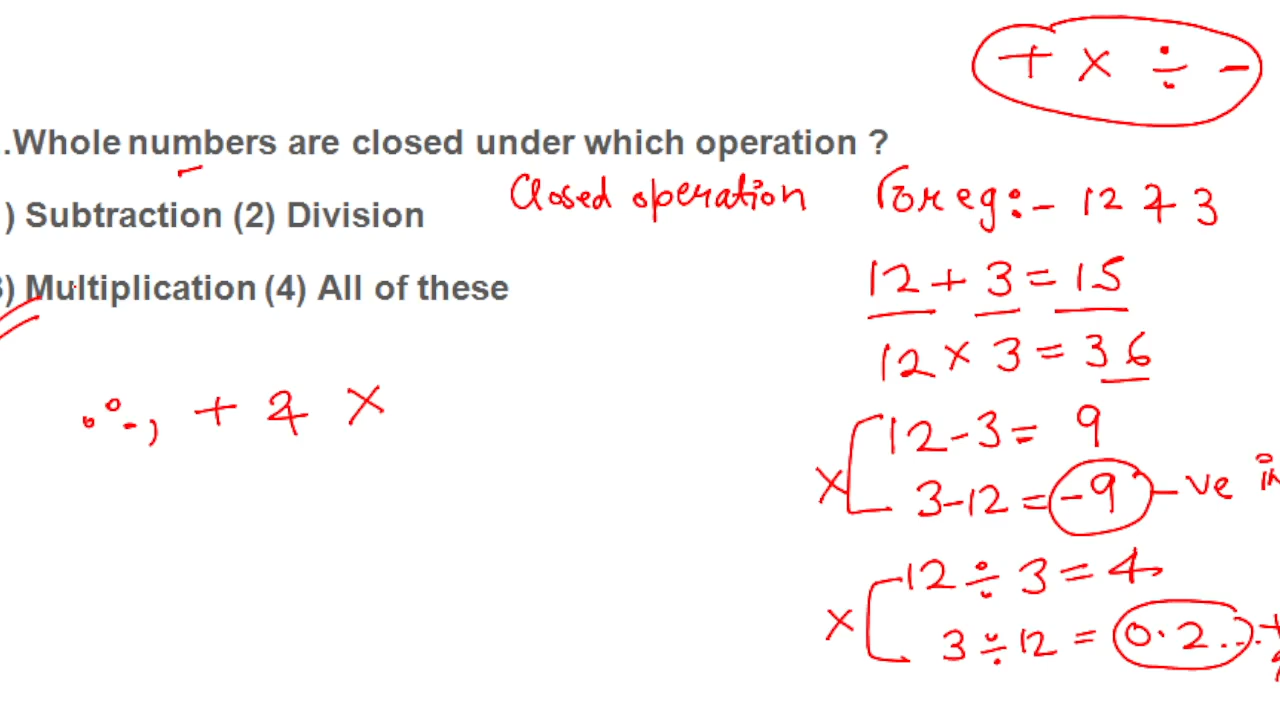 + × ÷ -
.Whole numbers are closed under which operation ?
) Subtraction (2) Division
Closed operation
For eg:- 12 & 3
) Multiplication (4) All of these
12 + 3 = 15
12 × 3 = 36
∴, + & ×
12 - 3 = 9
× 3 - 12 = -9 -ve in
12 ÷ 3 = 4
× 3 ÷ 12 = 0.2...